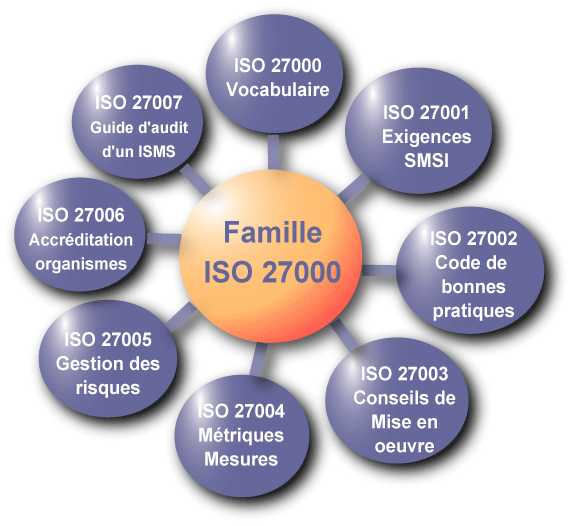 Famille
ISO 27000
ISO 27000
Vocabulaire
ISO 27001
Exigences
SMSI
ISO 27002
Code de
bonnes
pratiques
ISO 27003
Conseils de
Mise en
oeuvre
ISO 27004
Métriques
Mesures
ISO 27005
Gestion des
risques
ISO 27006
Accréditation
organismes
ISO 27007
Guide d'audit
d'un ISMS